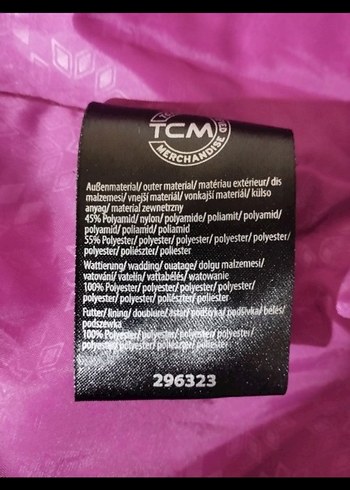 TCM
MERCHANDISE
Außenmaterial/ outer material/ matériau extérieur/ dis
malzemesi/ vnejší materiál/ vonkajší materiál/ külso
anyag/ material zewnetrzny
45% Polyamid/ nylon/ polyamide/ poliamit/ polyamid/
polyamid/ poliamid/ poliamid
55% Polyester/ polyester/ polyester/ polyester/ polyester/
polyester/ poliészter/ poliester
Wattierung/ wadding/ ouatage/ dolgu malzemesi/
vatování/ vatelín/ vattabélés/ watowanie
100% Polyester/ polyester/ polyester/ polyester/
polyester/ polyester/ poliészter/ poliester
Futter/ lining/ doublure/ astar/ podšívka/ podšívka/ bélés/
podszewka
100% Polyester/ polyester/ polyester/ polyester/
polyester/ polyester/ poliészter/ poliester
296323